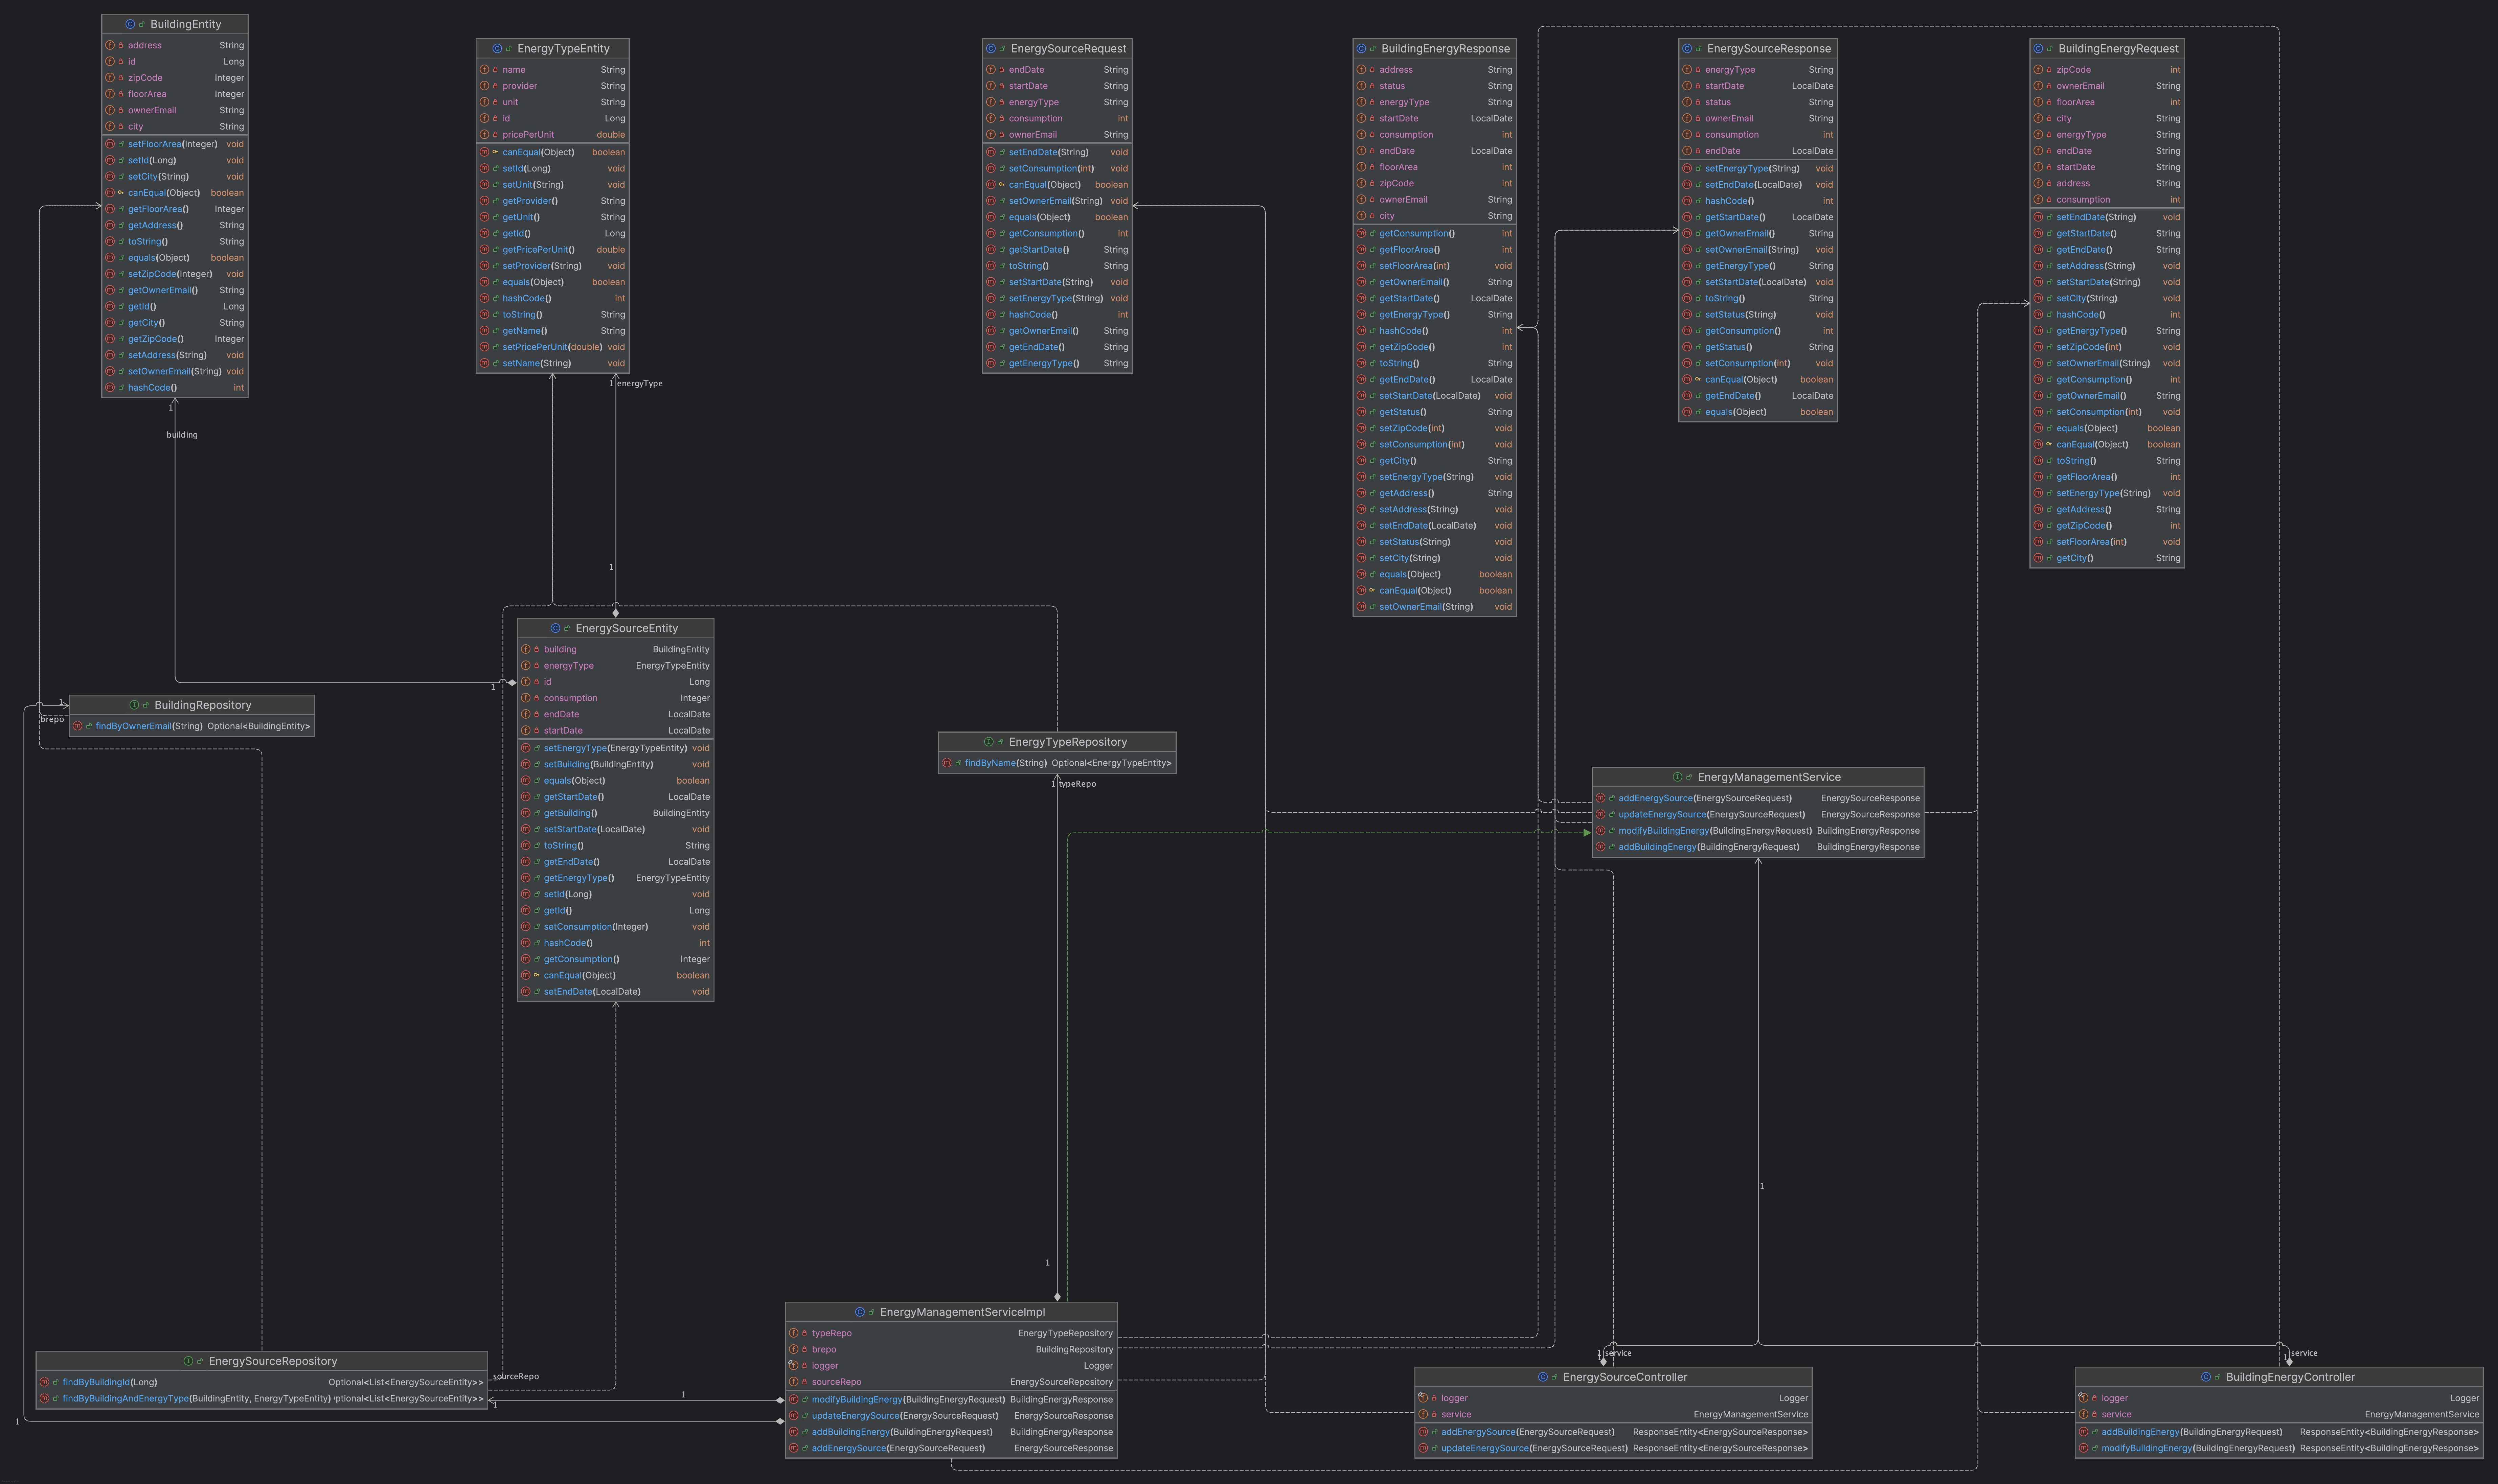 BuildingEntity
address String
id Long
zipCode Integer
floorArea Integer
ownerEmail String
city String
setFloorArea(Integer) void
setId(Long) void
setCity(String) void
canEqual(Object) boolean
getFloorArea() Integer
getAddress() String
toString() String
equals(Object) boolean
setZipCode(Integer) void
getOwnerEmail() String
getId() Long
getCity() String
getZipCode() Integer
setAddress(String) void
setOwnerEmail(String) void
hashCode() int
EnergyTypeEntity
name String
provider String
unit String
id Long
pricePerUnit double
canEqual(Object) boolean
setId(Long) void
setUnit(String) void
getProvider() String
getUnit() String
getId() Long
getPricePerUnit() double
setProvider(String) void
equals(Object) boolean
hashCode() int
toString() String
getName() String
setPricePerUnit(double) void
setName(String) void
EnergySourceRequest
endDate String
startDate String
energyType String
consumption int
ownerEmail String
setEndDate(String) void
setConsumption(int) void
canEqual(Object) boolean
setOwnerEmail(String) void
equals(Object) boolean
getConsumption() int
getStartDate() String
toString() String
setStartDate(String) void
setEnergyType(String) void
hashCode() int
getOwnerEmail() String
getEndDate() String
getEnergyType() String
BuildingEnergyResponse
address String
status String
energyType String
startDate LocalDate
consumption int
endDate LocalDate
floorArea int
zipCode int
ownerEmail String
city String
getConsumption() int
getFloorArea() int
setFloorArea(int) void
getOwnerEmail() String
getStartDate() LocalDate
getEnergyType() String
hashCode() int
getZipCode() int
toString() String
getEndDate() LocalDate
setStartDate(LocalDate) void
getStatus() String
setZipCode(int) void
setConsumption(int) void
getCity() String
setEnergyType(String) void
getAddress() String
setAddress(String) void
setEndDate(LocalDate) void
setStatus(String) void
setCity(String) void
equals(Object) boolean
canEqual(Object) boolean
setOwnerEmail(String) void
EnergySourceResponse
energyType String
startDate LocalDate
status String
ownerEmail String
consumption int
endDate LocalDate
setEnergyType(String) void
setEndDate(LocalDate) void
hashCode() int
getStartDate() LocalDate
getOwnerEmail() String
setOwnerEmail(String) void
getEnergyType() String
setStartDate(LocalDate) void
toString() String
setStatus(String) void
getConsumption() int
getStatus() String
setConsumption(int) void
canEqual(Object) boolean
getEndDate() LocalDate
equals(Object) boolean
BuildingEnergyRequest
zipCode int
ownerEmail String
floorArea int
city String
energyType String
endDate String
startDate String
address String
consumption int
setEndDate(String) void
getStartDate() String
getEndDate() String
setAddress(String) void
setStartDate(String) void
setCity(String) void
hashCode() int
getEnergyType() String
setZipCode(int) void
setOwnerEmail(String) void
getConsumption() int
getOwnerEmail() String
setConsumption(int) void
equals(Object) boolean
canEqual(Object) boolean
toString() String
getFloorArea() int
setEnergyType(String) void
getAddress() String
getZipCode() int
setFloorArea(int) void
getCity() String
1
building
1 energyType
1
EnergySourceEntity
building BuildingEntity
energyType EnergyTypeEntity
id Long
consumption Integer
endDate LocalDate
startDate LocalDate
setEnergyType(EnergyTypeEntity) void
setBuilding(BuildingEntity) void
equals(Object) boolean
getStartDate() LocalDate
getBuilding() BuildingEntity
setStartDate(LocalDate) void
toString() String
getEndDate() LocalDate
getEnergyType() EnergyTypeEntity
setId(Long) void
getId() Long
setConsumption(Integer) void
hashCode() int
getConsumption() Integer
canEqual(Object) boolean
setEndDate(LocalDate) void
1
1
brepo
BuildingRepository
findByOwnerEmail(String) Optional<BuildingEntity>
EnergyTypeRepository
findByName(String) Optional<EnergyTypeEntity>
1 typeRepo
EnergyManagementService
addEnergySource(EnergySourceRequest) EnergySourceResponse
updateEnergySource(EnergySourceRequest) EnergySourceResponse
modifyBuildingEnergy(BuildingEnergyRequest) BuildingEnergyResponse
addBuildingEnergy(BuildingEnergyRequest) BuildingEnergyResponse
1
1
EnergySourceRepository
findByBuildingId(Long) Optional<List<EnergySourceEntity>>
findByBuildingAndEnergyType(BuildingEntity, EnergyTypeEntity) ptional<List<EnergySourceEntity>>
sourceRepo
1
1
1
EnergyManagementServiceImpl
typeRepo EnergyTypeRepository
brepo BuildingRepository
logger Logger
sourceRepo EnergySourceRepository
modifyBuildingEnergy(BuildingEnergyRequest) BuildingEnergyResponse
updateEnergySource(EnergySourceRequest) EnergySourceResponse
addBuildingEnergy(BuildingEnergyRequest) BuildingEnergyResponse
addEnergySource(EnergySourceRequest) EnergySourceResponse
1 service
EnergySourceController
logger Logger
service EnergyManagementService
addEnergySource(EnergySourceRequest) ResponseEntity<EnergySourceResponse>
updateEnergySource(EnergySourceRequest) ResponseEntity<EnergySourceResponse>
1 service
BuildingEnergyController
logger Logger
service EnergyManagementService
addBuildingEnergy(BuildingEnergyRequest) ResponseEntity<BuildingEnergyResponse>
modifyBuildingEnergy(BuildingEnergyRequest) ResponseEntity<BuildingEnergyResponse>